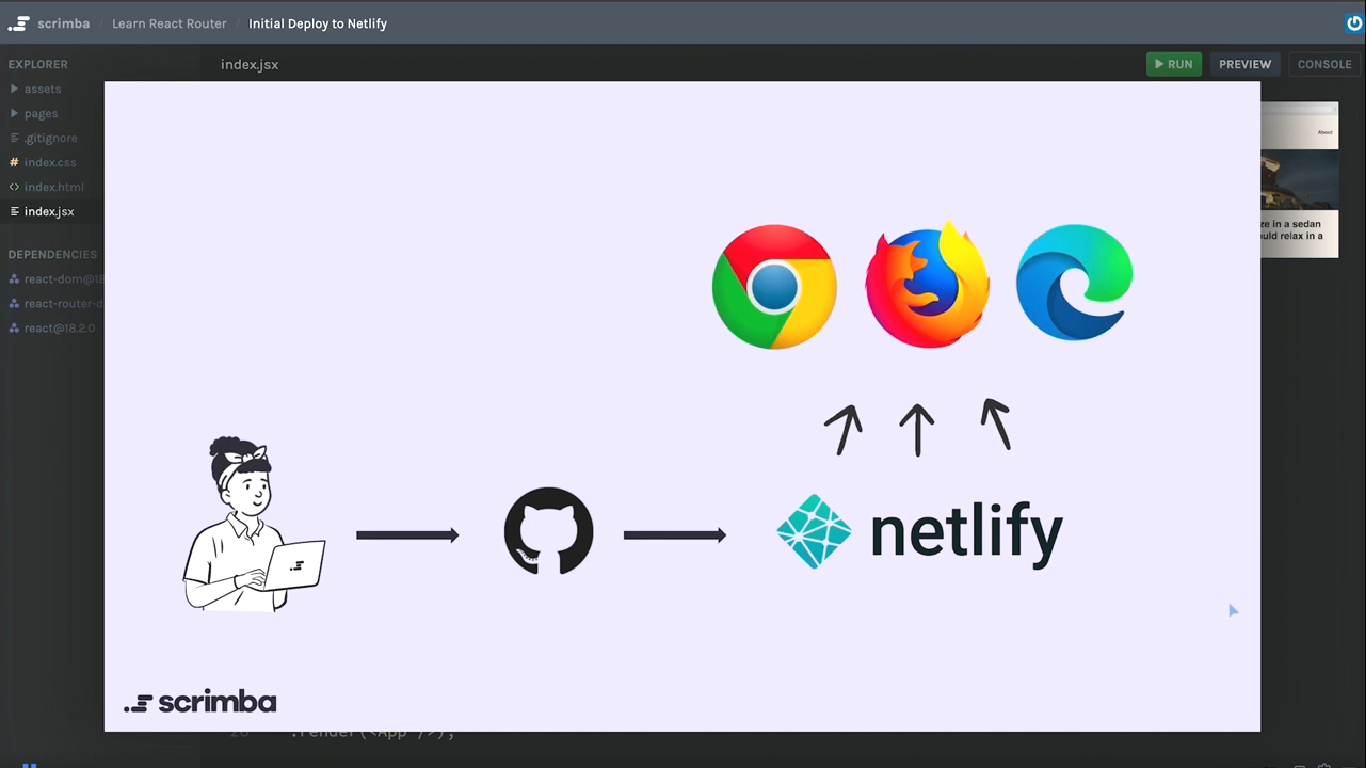 scrimba / Learn React Router / Initial Deploy to Netlify
EXPLORER
assets
pages
.gitignore
index.css
index.html
index.jsx
DEPENDENCIES
react-dom@18
react-router-d
react@18.2.0
index.jsx
RUN
PREVIEW
CONSOLE
About
ze in a sedan
ould relax in a
netlify
scrimba
20 .render(<App />);